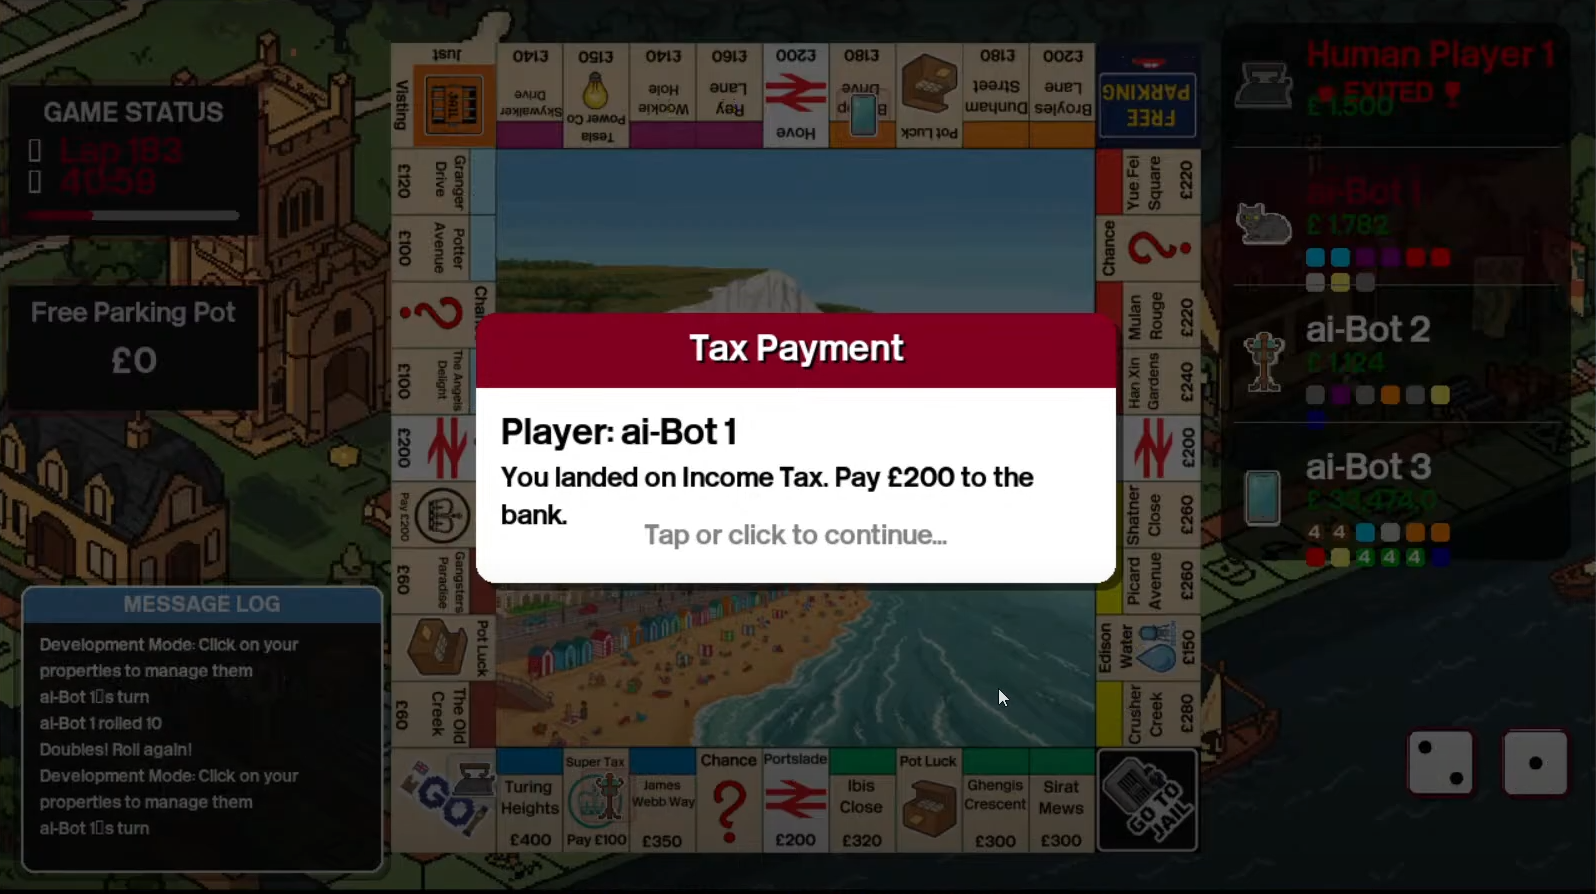 GAME STATUS
Lap 183
40:58
Free Parking Pot
£0
MESSAGE LOG
Development Mode: Click on your
properties to manage them
ai-Bot 1▯s turn
ai-Bot 1 rolled 10
Doubles! Roll again!
Development Mode: Click on your
properties to manage them
ai-Bot 1▯s turn
Just
Visiting
JAIL
£140
Skywalker
Drive
£150
Tesla
Power Co
£140
Wookie
Hole
£160
Rey
Lane
£200
Hove
£180
Drive
Pot Luck
£180
Dunham
Street
£200
Broyles
Lane
FREE
PARKING
Granger
Drive
£120
Potter
Avenue
£100
The Angels
Delight
£100
£200
Pay £200
Gangsters
Paradise
£60
Pot Luck
The Old
Creek
£60
GO!
Yue Fei
Square
£220
Chance
Mulan
Rouge
£220
Han Xin
Gardens
£240
£200
Shatner
Close
£260
Picard
Avenue
£260
Edison
Water
£150
Crusher
Creek
£280
Tax Payment
Player: ai-Bot 1
You landed on Income Tax. Pay £200 to the
bank.
Tap or click to continue...
Turing
Heights
£400
Super Tax
Pay £100
James
Webb Way
£350
Chance
Portslade
£200
Ibis
Close
£320
Pot Luck
Ghengis
Crescent
£300
Sirat
Mews
£300
GO TO
JAIL
Human Player 1
EXITED
£ 1,500
ai-Bot 1
£ 1,782
ai-Bot 2
£ 1,124
ai-Bot 3
4 4
4 4 4